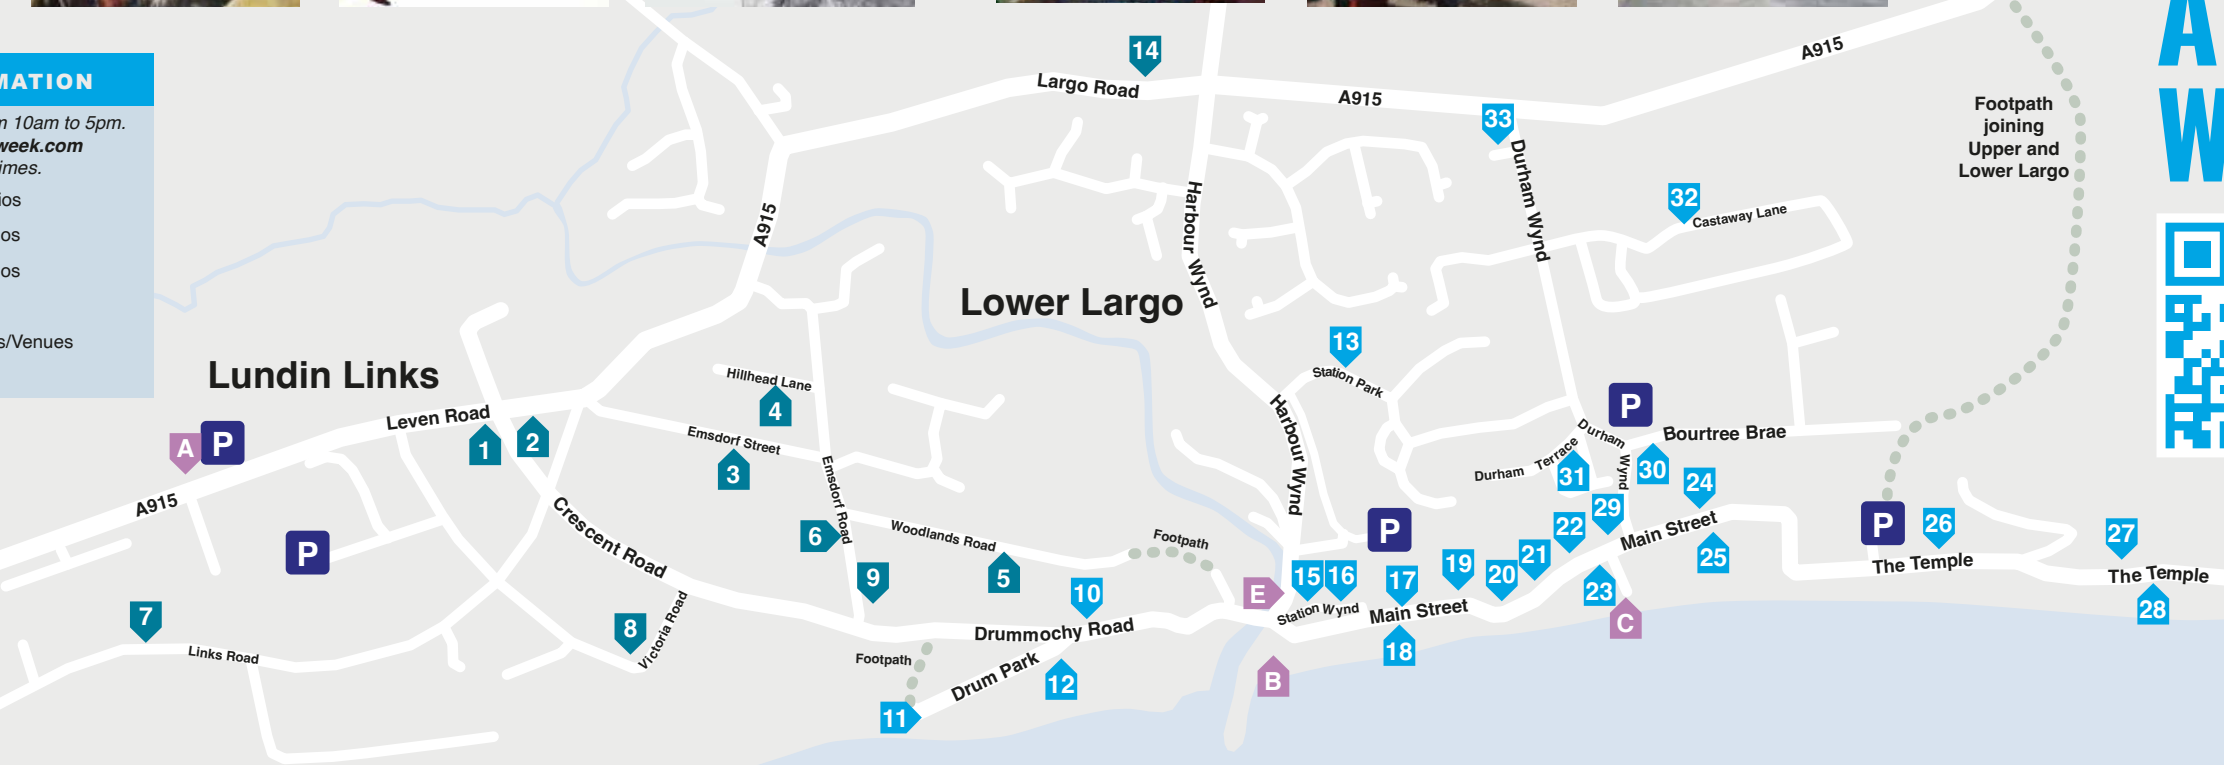 MATION
m 10am to 5pm.
week.com
imes.
ios
os
os
s/Venues
A
W
Lundin Links
Lower Largo
Footpath
joining
Upper and
Lower Largo
Largo Road
A915
A915
A915
A915
Harbour Wynd
Harbour Wynd
Durham Wynd
Castaway Lane
Station Park
Hillhead Lane
Leven Road
Emsdorf Street
Emsdorf Road
Crescent Road
Woodlands Road
Footpath
Victoria Road
Links Road
Drummochy Road
Drum Park
Footpath
Station Wynd
Main Street
Main Street
Durham Terrace
Durham Wynd
Bourtree Brae
The Temple
The Temple
A
P
P
P
P
P
E
B
C
1
2
3
4
5
6
7
8
9
10
11
12
13
14
15
16
17
18
19
20
21
22
23
24
25
26
27
28
29
30
31
32
33